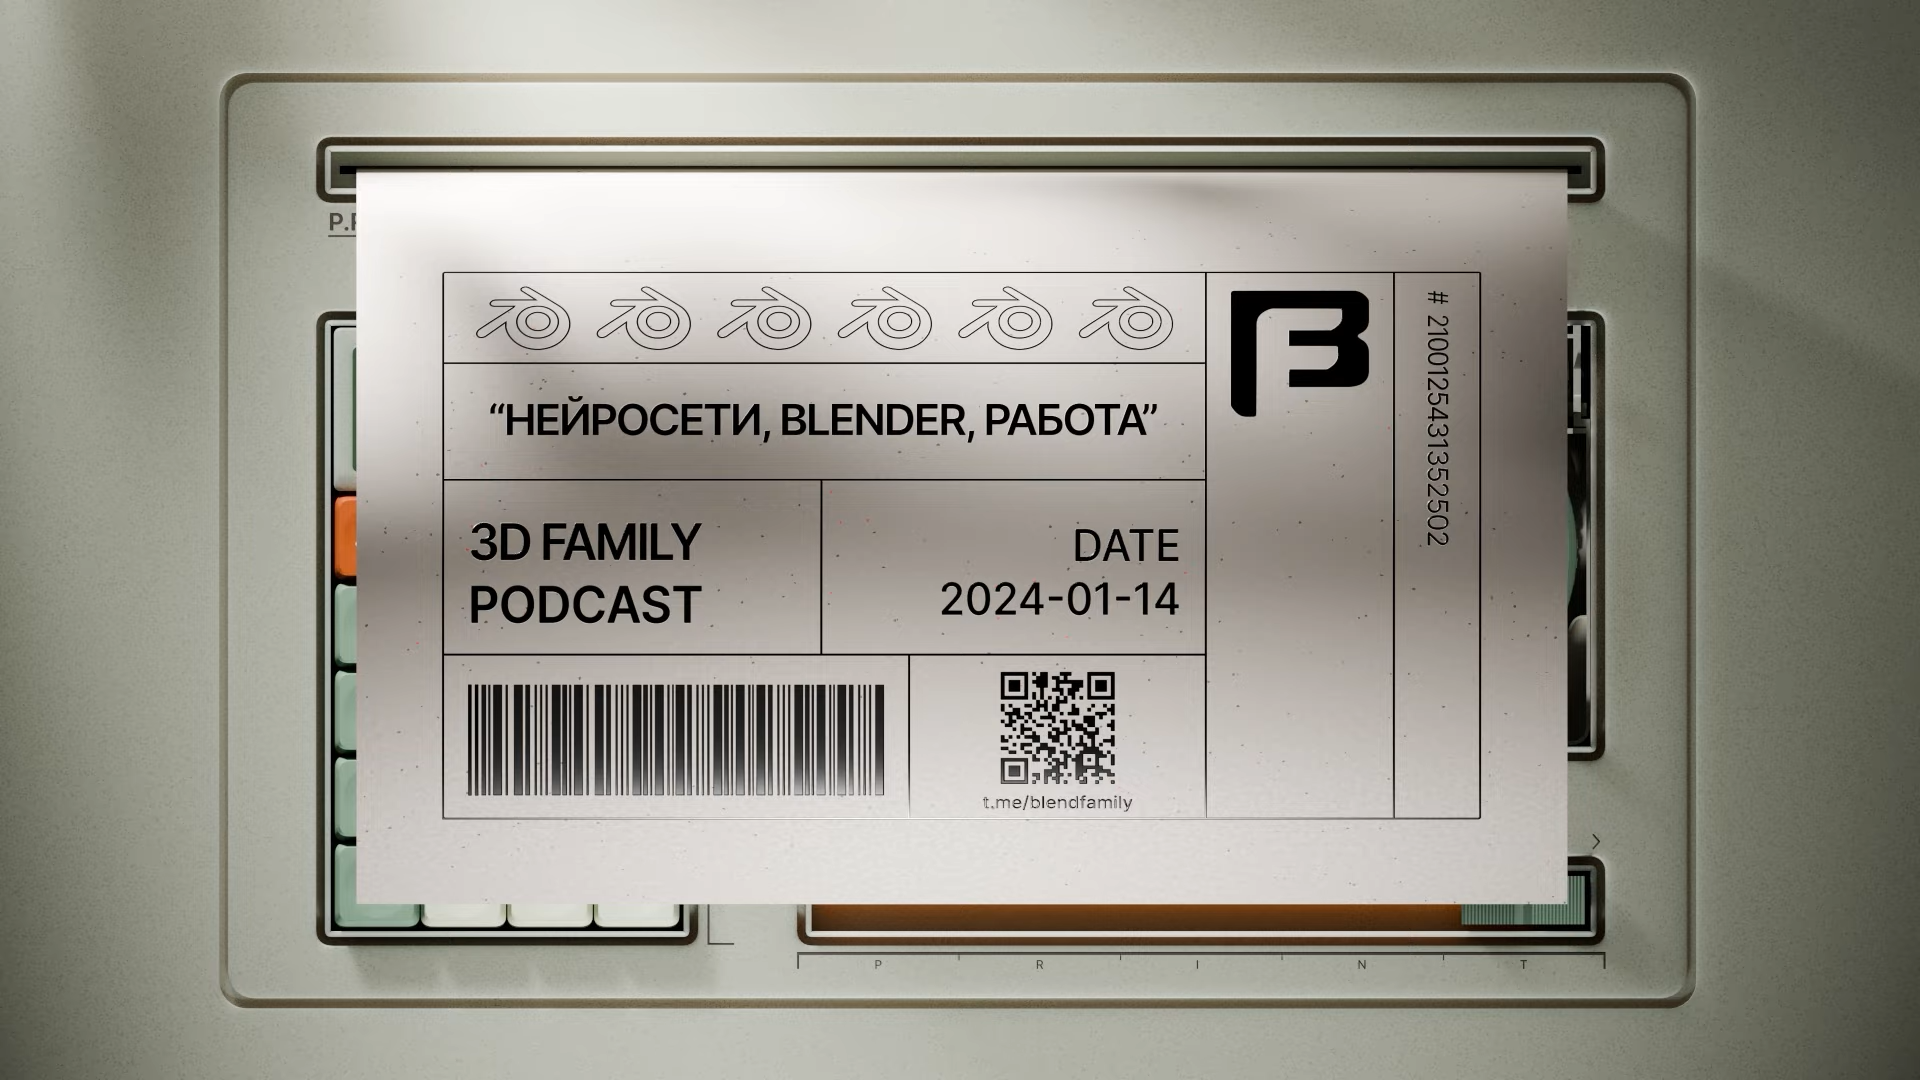 P.P
“НЕЙРОСЕТИ, BLENDER, РАБОТА”
3D FAMILY
PODCAST
DATE
2024-01-14
t.me/blendfamily
# 2100125431352502
P R I N T